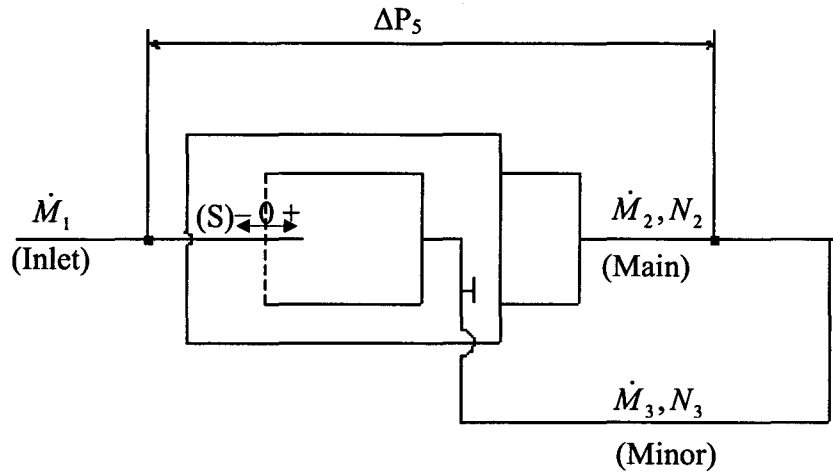 ΔP₅
Ṁ₁
(Inlet)
(S) – 0 +
Ṁ₂, N₂
(Main)
Ṁ₃, N₃
(Minor)